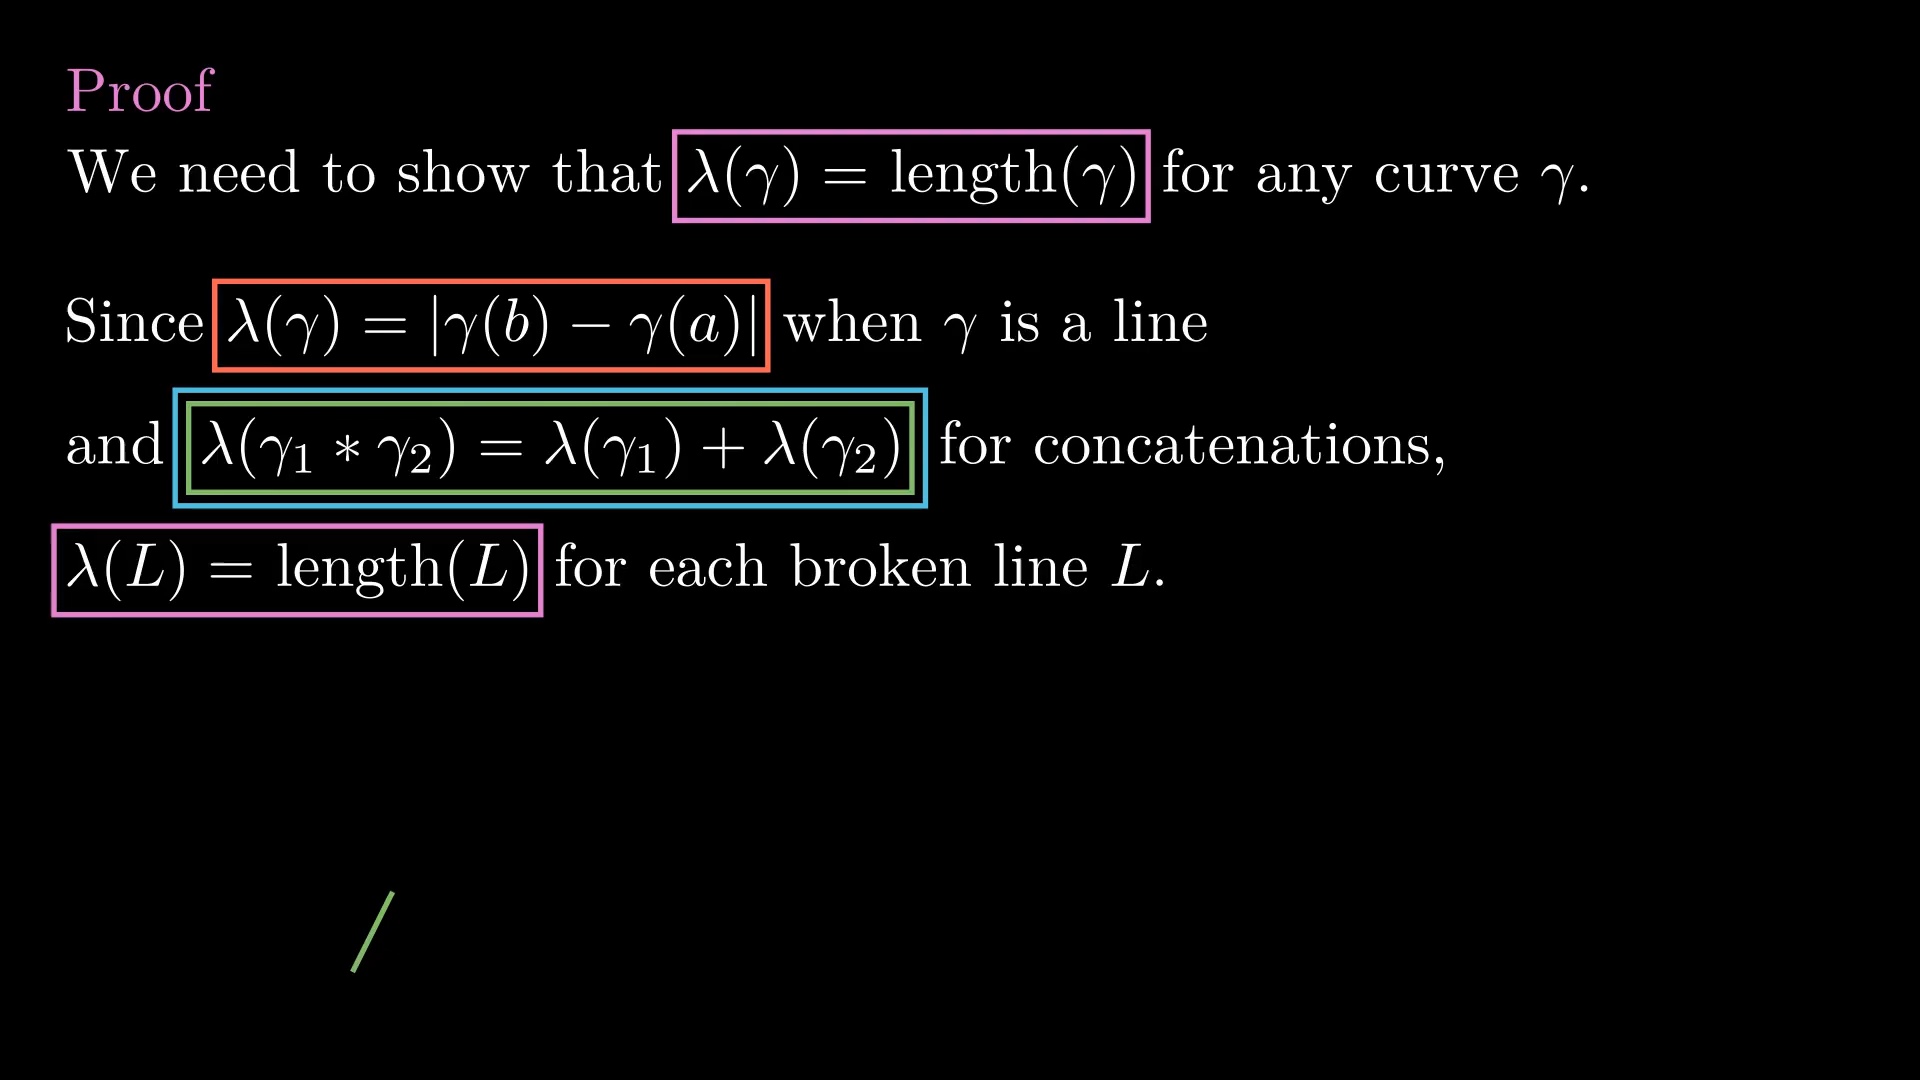 Proof
We need to show that λ(γ) = length(γ) for any curve γ.
Since λ(γ) = |γ(b) − γ(a)| when γ is a line
and λ(γ₁ * γ₂) = λ(γ₁) + λ(γ₂) for concatenations,
λ(L) = length(L) for each broken line L.